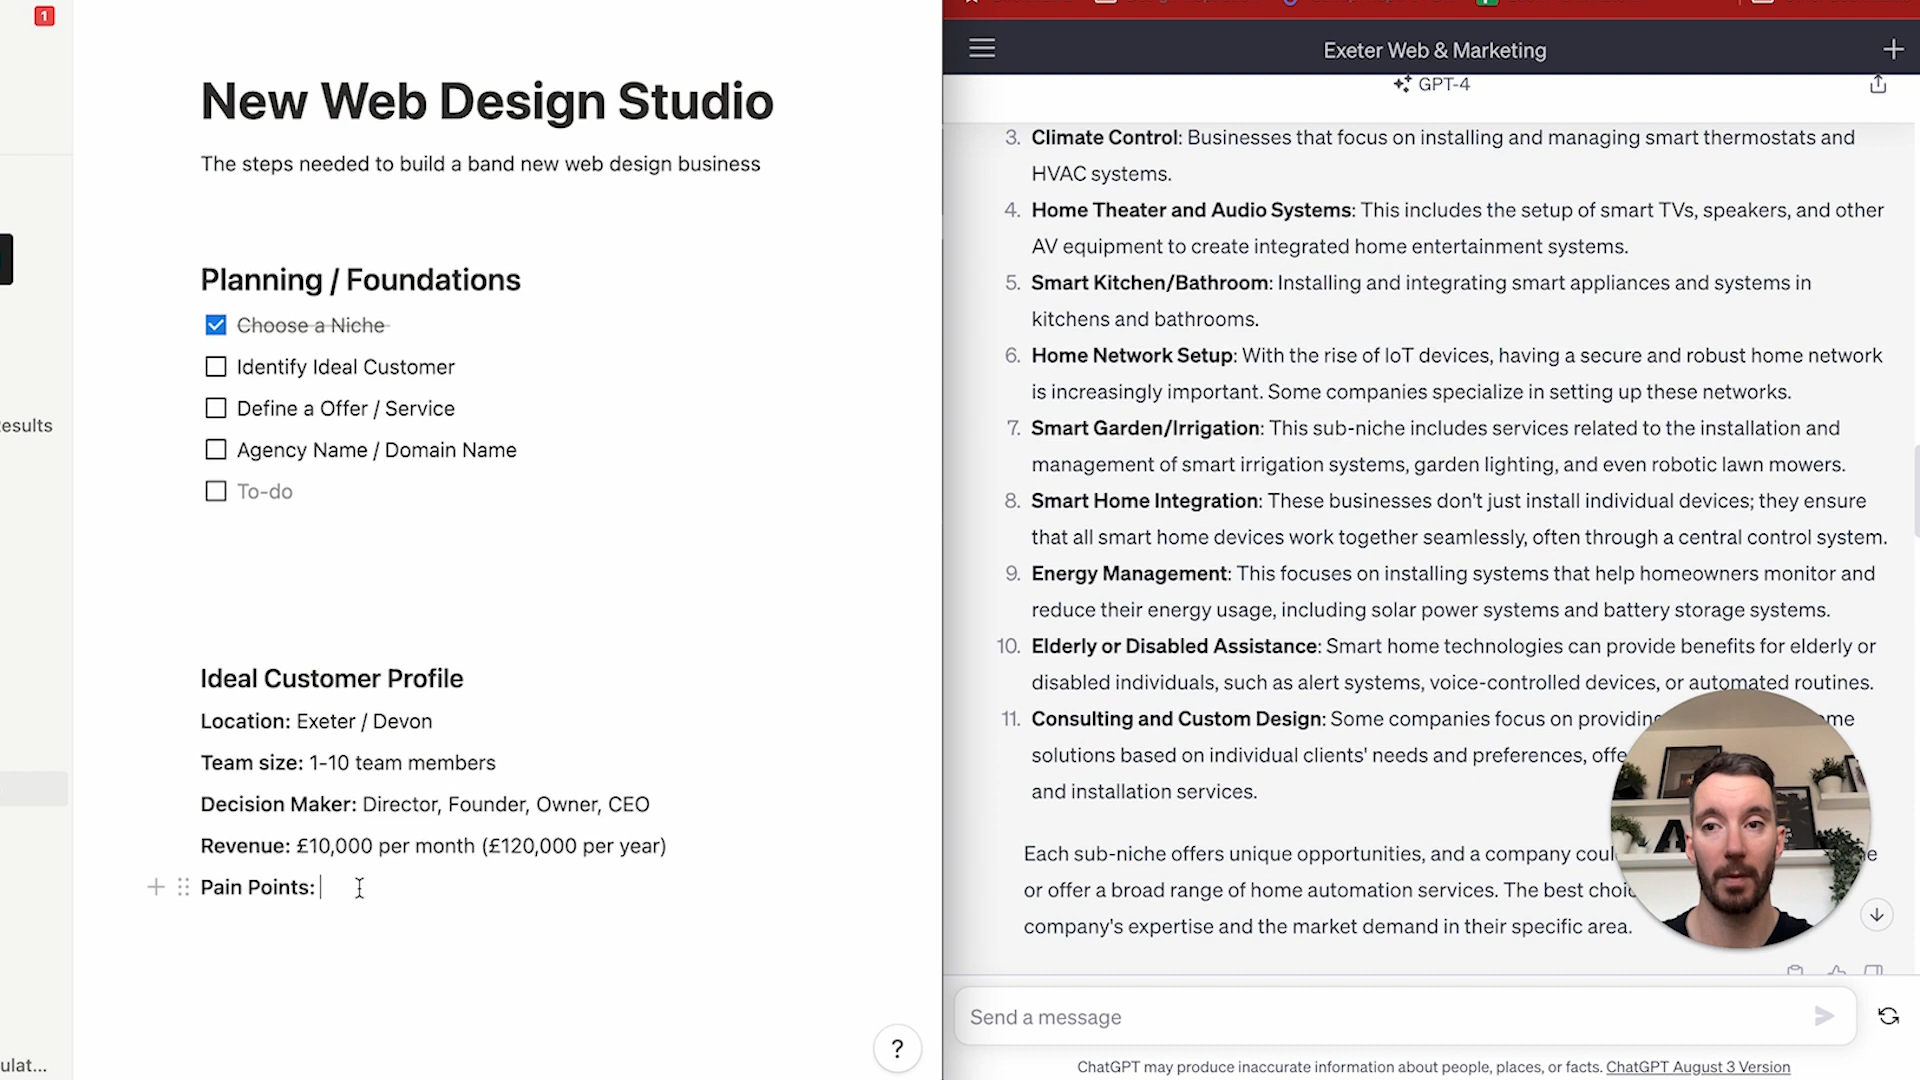 1
esults
ulat...
New Web Design Studio
The steps needed to build a band new web design business
Planning / Foundations
Choose a Niche
Identify Ideal Customer
Define a Offer / Service
Agency Name / Domain Name
To-do
Ideal Customer Profile
Location: Exeter / Devon
Team size: 1-10 team members
Decision Maker: Director, Founder, Owner, CEO
Revenue: £10,000 per month (£120,000 per year)
Pain Points:
?
Exeter Web & Marketing
GPT-4
3. Climate Control: Businesses that focus on installing and managing smart thermostats and
HVAC systems.
4. Home Theater and Audio Systems: This includes the setup of smart TVs, speakers, and other
AV equipment to create integrated home entertainment systems.
5. Smart Kitchen/Bathroom: Installing and integrating smart appliances and systems in
kitchens and bathrooms.
6. Home Network Setup: With the rise of IoT devices, having a secure and robust home network
is increasingly important. Some companies specialize in setting up these networks.
7. Smart Garden/Irrigation: This sub-niche includes services related to the installation and
management of smart irrigation systems, garden lighting, and even robotic lawn mowers.
8. Smart Home Integration: These businesses don't just install individual devices; they ensure
that all smart home devices work together seamlessly, often through a central control system.
9. Energy Management: This focuses on installing systems that help homeowners monitor and
reduce their energy usage, including solar power systems and battery storage systems.
10. Elderly or Disabled Assistance: Smart home technologies can provide benefits for elderly or
disabled individuals, such as alert systems, voice-controlled devices, or automated routines.
11. Consulting and Custom Design: Some companies focus on providing me
solutions based on individual clients' needs and preferences, offe
and installation services.
Each sub-niche offers unique opportunities, and a company coul e
or offer a broad range of home automation services. The best choi
company's expertise and the market demand in their specific area.
Send a message
ChatGPT may produce inaccurate information about people, places, or facts. ChatGPT August 3 Version